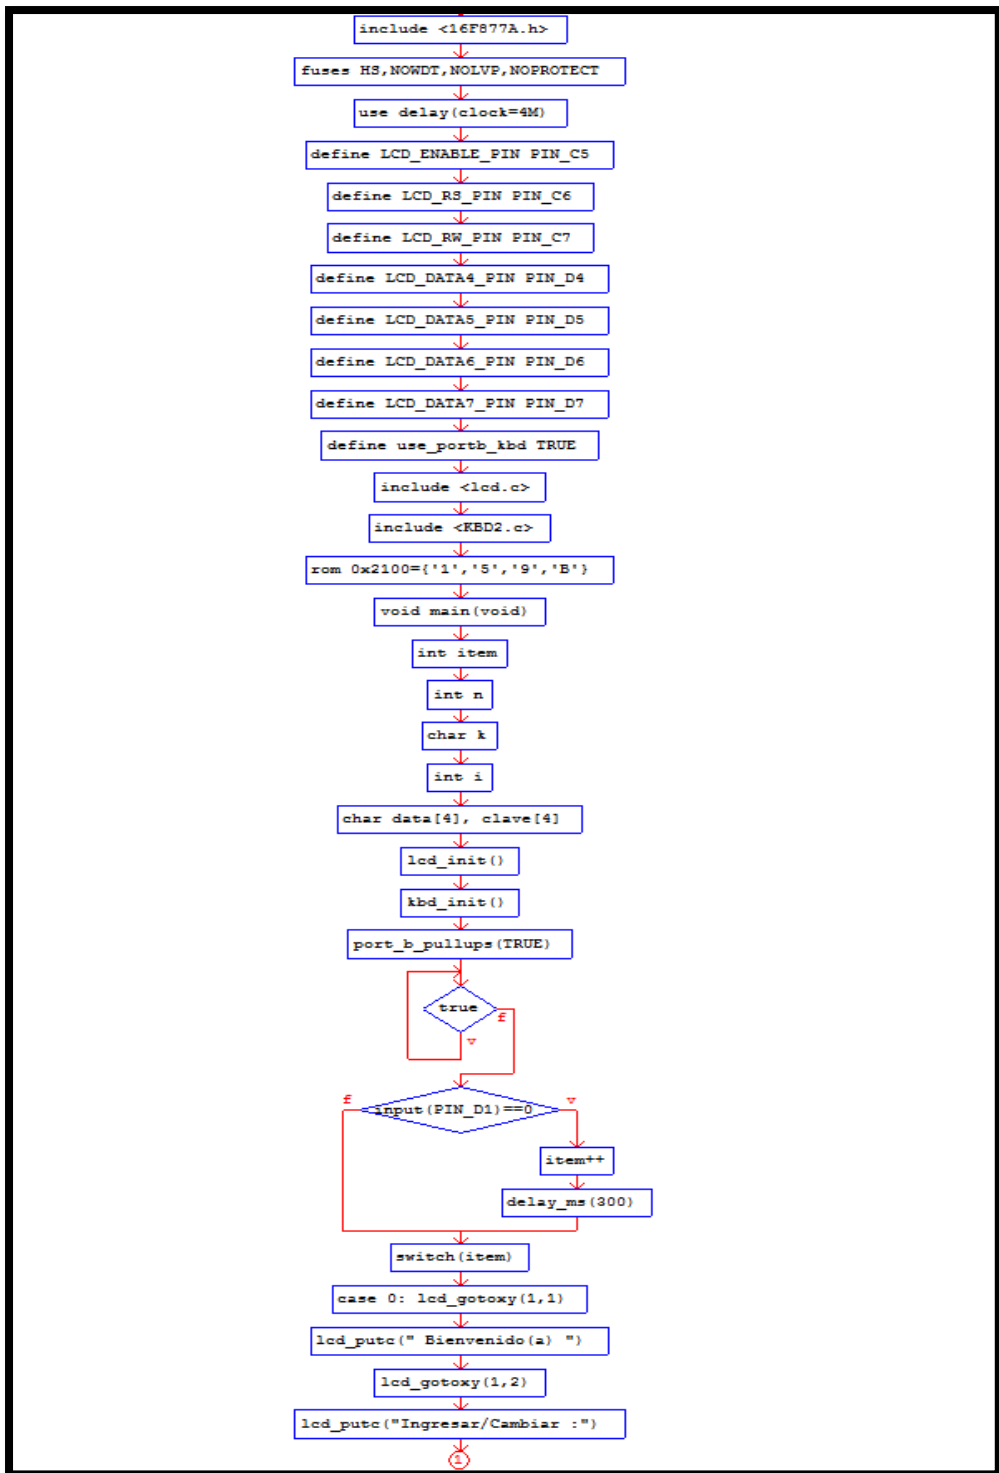 include <16F877A.h>
fuses HS,NOWDT,NOLVP,NOPROTECT
use delay(clock=4M)
define LCD_ENABLE_PIN PIN_C5
define LCD_RS_PIN PIN_C6
define LCD_RW_PIN PIN_C7
define LCD_DATA4_PIN PIN_D4
define LCD_DATA5_PIN PIN_D5
define LCD_DATA6_PIN PIN_D6
define LCD_DATA7_PIN PIN_D7
define use_portb_kbd TRUE
include <lcd.c>
include <KBD2.c>
rom 0x2100={'1','5','9','B'}
void main(void)
int item
int n
char k
int i
char data[4], clave[4]
lcd_init()
kbd_init()
port_b_pullups(TRUE)
true
f
v
f
input(PIN_D1)==0
v
item++
delay_ms(300)
switch(item)
case 0: lcd_gotoxy(1,1)
lcd_putc(" Bienvenido(a) ")
lcd_gotoxy(1,2)
lcd_putc("Ingresar/Cambiar :")
1